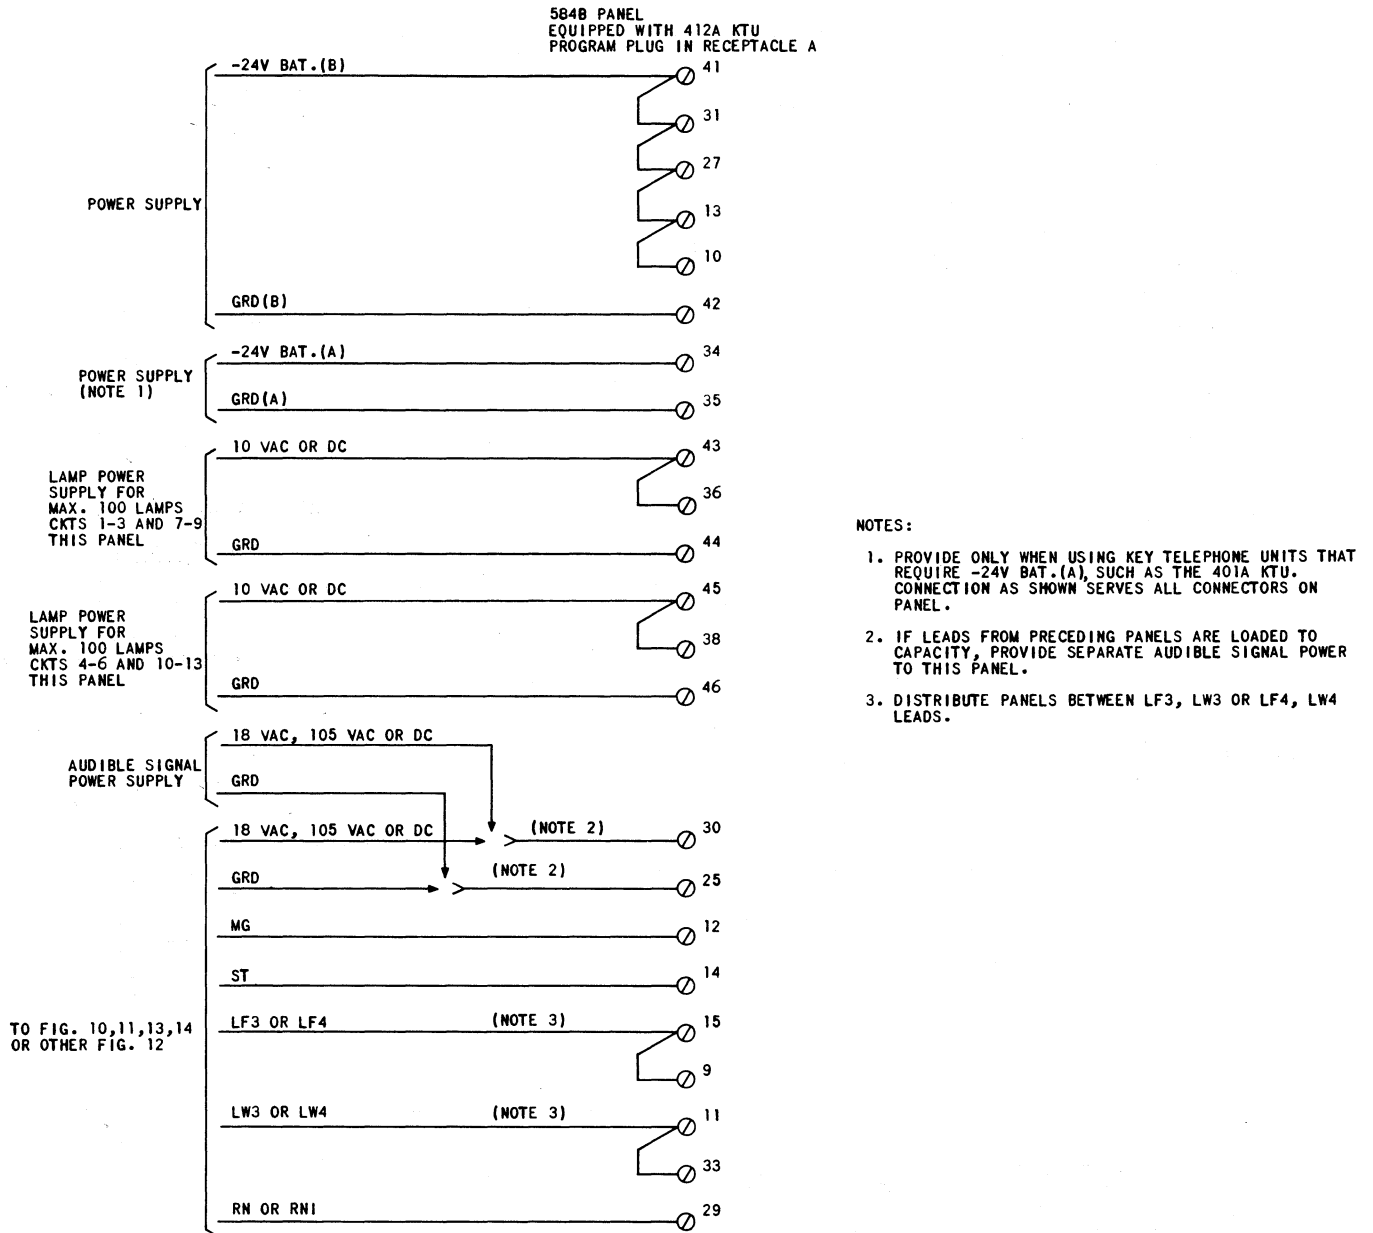 584B PANEL
EQUIPPED WITH 412A KTU
PROGRAM PLUG IN RECEPTACLE A
-24V BAT.(B)
41
31
27
POWER SUPPLY
13
10
GRD(B)
42
-24V BAT.(A)
34
POWER SUPPLY
(NOTE 1)
GRD(A)
35
10 VAC OR DC
43
LAMP POWER
SUPPLY FOR
MAX. 100 LAMPS
CKTS 1-3 AND 7-9
THIS PANEL
36
GRD
44
10 VAC OR DC
45
LAMP POWER
SUPPLY FOR
MAX. 100 LAMPS
CKTS 4-6 AND 10-13
THIS PANEL
38
GRD
46
18 VAC, 105 VAC OR DC
AUDIBLE SIGNAL
POWER SUPPLY
GRD
18 VAC, 105 VAC OR DC
(NOTE 2)
30
GRD
(NOTE 2)
25
MG
12
ST
14
TO FIG. 10,11,13,14
OR OTHER FIG. 12
LF3 OR LF4
(NOTE 3)
15
9
LW3 OR LW4
(NOTE 3)
11
33
RN OR RN1
29
NOTES:
1. PROVIDE ONLY WHEN USING KEY TELEPHONE UNITS THAT
REQUIRE -24V BAT.(A), SUCH AS THE 401A KTU.
CONNECTION AS SHOWN SERVES ALL CONNECTORS ON
PANEL.
2. IF LEADS FROM PRECEDING PANELS ARE LOADED TO
CAPACITY, PROVIDE SEPARATE AUDIBLE SIGNAL POWER
TO THIS PANEL.
3. DISTRIBUTE PANELS BETWEEN LF3, LW3 OR LF4, LW4
LEADS.